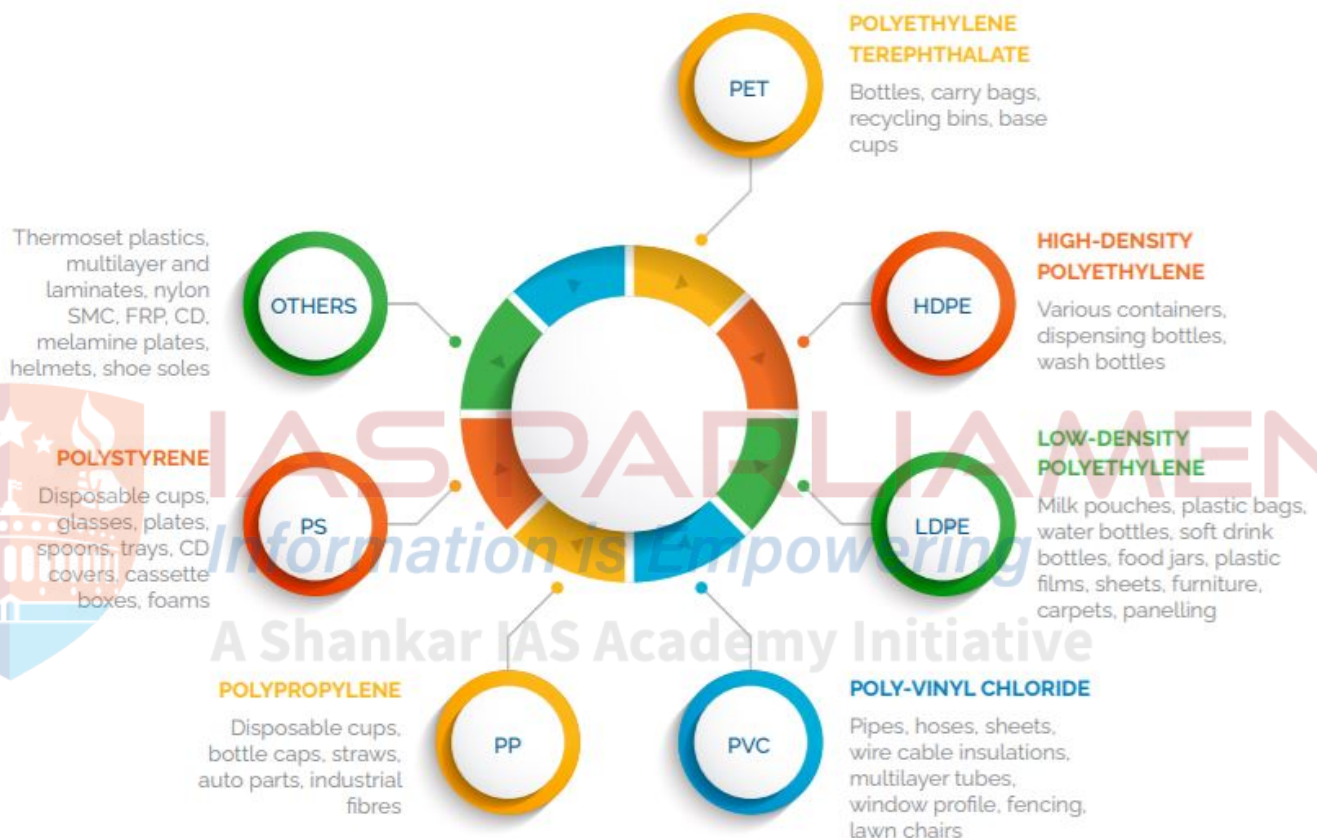 PET
POLYETHYLENE
TEREPHTHALATE
Bottles, carry bags,
recycling bins, base
cups
HDPE
HIGH-DENSITY
POLYETHYLENE
Various containers,
dispensing bottles,
wash bottles
LDPE
LOW-DENSITY
POLYETHYLENE
Milk pouches, plastic bags,
water bottles, soft drink
bottles, food jars, plastic
films, sheets, furniture,
carpets, panelling
PVC
POLY-VINYL CHLORIDE
Pipes, hoses, sheets,
wire cable insulations,
multilayer tubes,
window profile, fencing,
lawn chairs
PP
POLYPROPYLENE
Disposable cups,
bottle caps, straws,
auto parts, industrial
fibres
PS
POLYSTYRENE
Disposable cups,
glasses, plates,
spoons, trays, CD
covers, cassette
boxes, foams
OTHERS
Thermoset plastics,
multilayer and
laminates, nylon
SMC, FRP, CD,
melamine plates,
helmets, shoe soles
IAS PARLIAMEN
Information is Empowering
A Shankar IAS Academy Initiative